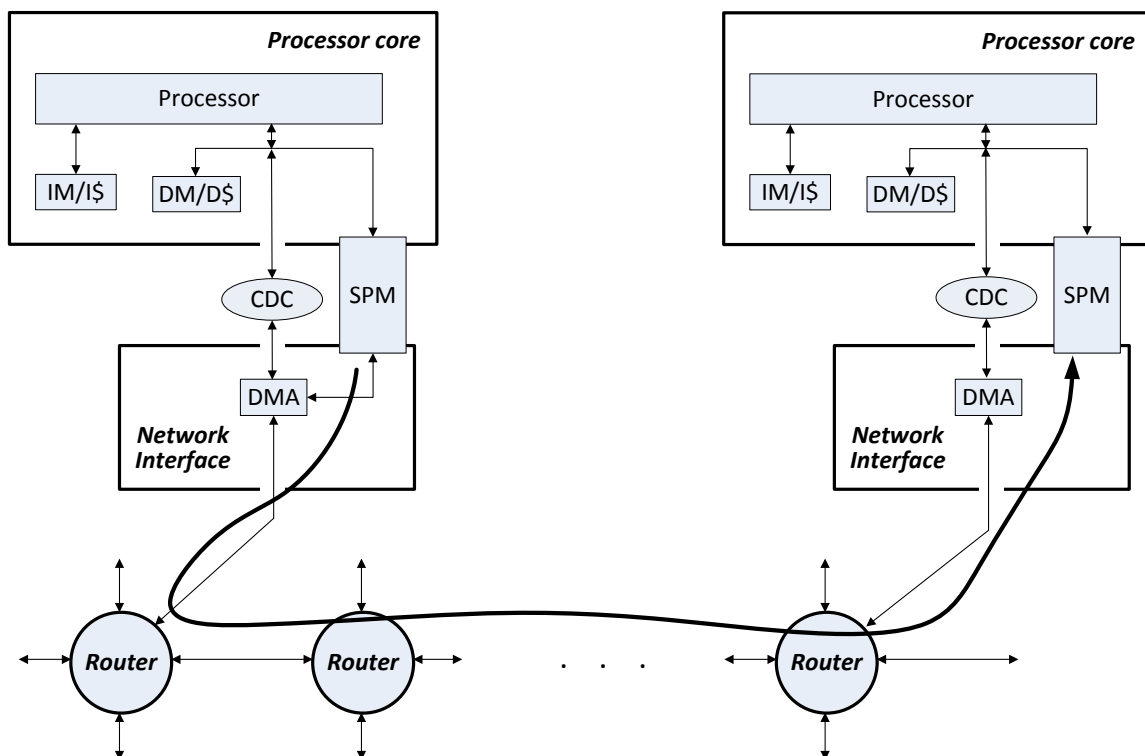 Processor core
Processor
IM/I$
DM/D$
CDC
SPM
DMA
Network
Interface
Processor core
Processor
IM/I$
DM/D$
CDC
SPM
DMA
Network
Interface
Router
Router
. . .
Router